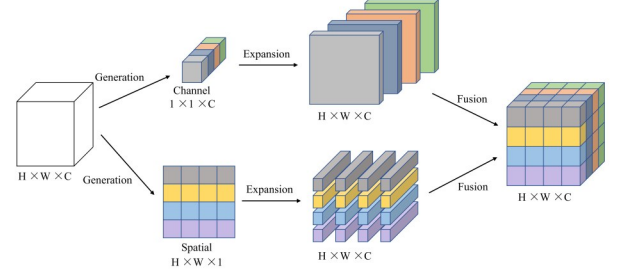 Generation
Channel
1 × 1 × C
Expansion
H × W × C
Fusion
H × W × C
Generation
Spatial
H × W × 1
Expansion
H × W × C
Fusion
H × W × C